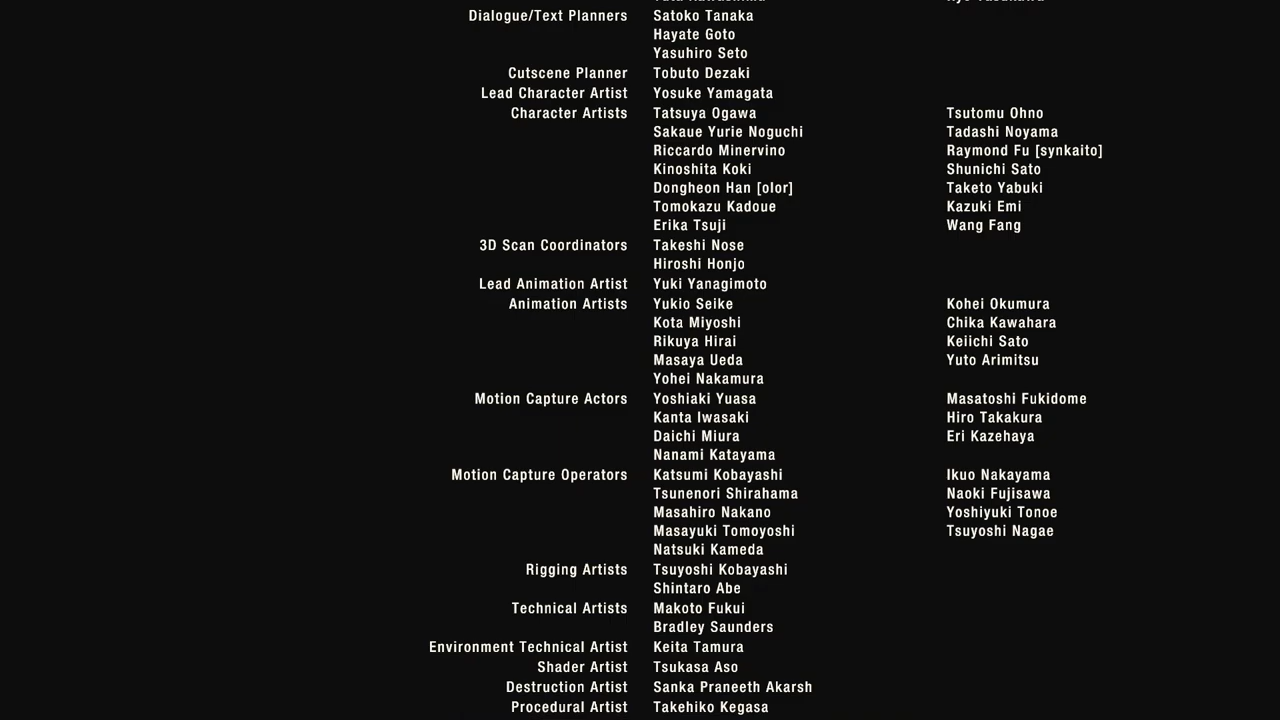 Dialogue/Text Planners Satoko Tanaka
Hayate Goto
Yasuhiro Seto
Cutscene Planner Tobuto Dezaki
Lead Character Artist Yosuke Yamagata
Character Artists Tatsuya Ogawa Tsutomu Ohno
Sakaue Yurie Noguchi Tadashi Noyama
Riccardo Minervino Raymond Fu [synkaito]
Kinoshita Koki Shunichi Sato
Dongheon Han [olor] Taketo Yabuki
Tomokazu Kadoue Kazuki Emi
Erika Tsuji Wang Fang
3D Scan Coordinators Takeshi Nose
Hiroshi Honjo
Lead Animation Artist Yuki Yanagimoto
Animation Artists Yukio Seike Kohei Okumura
Kota Miyoshi Chika Kawahara
Rikuya Hirai Keiichi Sato
Masaya Ueda Yuto Arimitsu
Yohei Nakamura
Motion Capture Actors Yoshiaki Yuasa Masatoshi Fukidome
Kanta Iwasaki Hiro Takakura
Daichi Miura Eri Kazehaya
Nanami Katayama
Motion Capture Operators Katsumi Kobayashi Ikuo Nakayama
Tsunenori Shirahama Naoki Fujisawa
Masahiro Nakano Yoshiyuki Tonoe
Masayuki Tomoyoshi Tsuyoshi Nagae
Natsuki Kameda
Rigging Artists Tsuyoshi Kobayashi
Shintaro Abe
Technical Artists Makoto Fukui
Bradley Saunders
Environment Technical Artist Keita Tamura
Shader Artist Tsukasa Aso
Destruction Artist Sanka Praneeth Akarsh
Procedural Artist Takehiko Kegasa